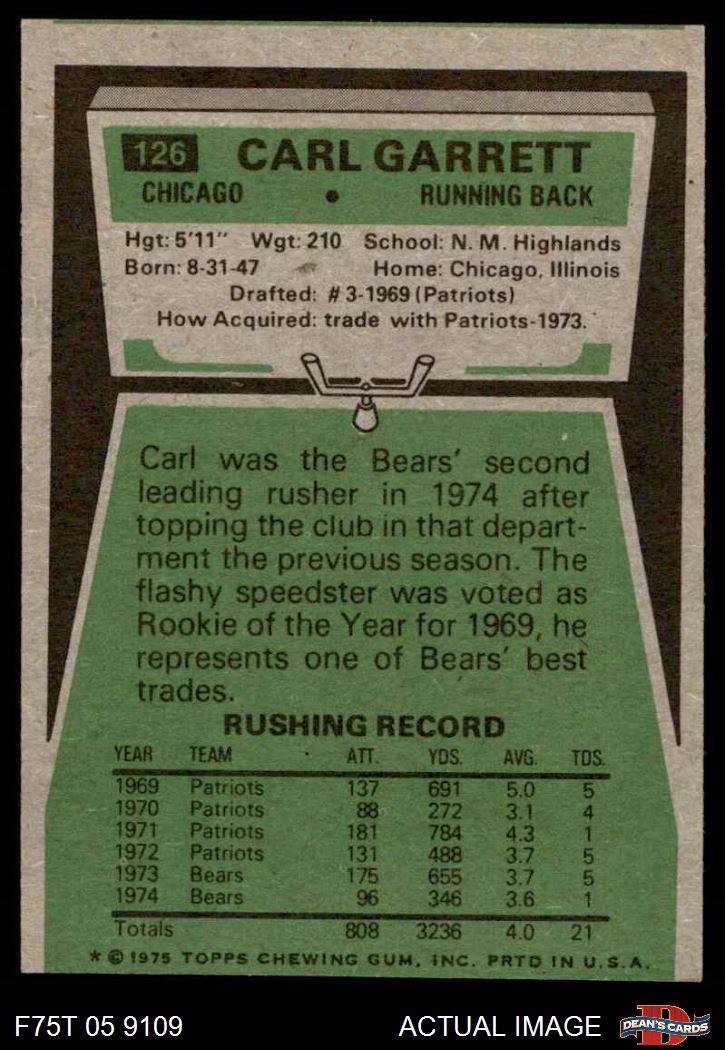 126 CARL GARRETT
CHICAGO • RUNNING BACK
Hgt: 5'11" Wgt: 210 School: N. M. Highlands
Born: 8-31-47 Home: Chicago, Illinois
Drafted: #3-1969 (Patriots)
How Acquired: trade with Patriots-1973.
Carl was the Bears' second
leading rusher in 1974 after
topping the club in that depart-
ment the previous season. The
flashy speedster was voted as
Rookie of the Year for 1969, he
represents one of Bears' best
trades.
RUSHING RECORD
YEAR TEAM ATT. YDS. AVG. TDS.
1969 Patriots 137 691 5.0 5
1970 Patriots 88 272 3.1 4
1971 Patriots 181 784 4.3 1
1972 Patriots 131 488 3.7 5
1973 Bears 175 655 3.7 5
1974 Bears 96 346 3.6 1
Totals 808 3236 4.0 21
* © 1975 TOPPS CHEWING GUM, INC. PRTD IN U.S.A.
F75T 05 9109 ACTUAL IMAGE D DEAN'S CARDS